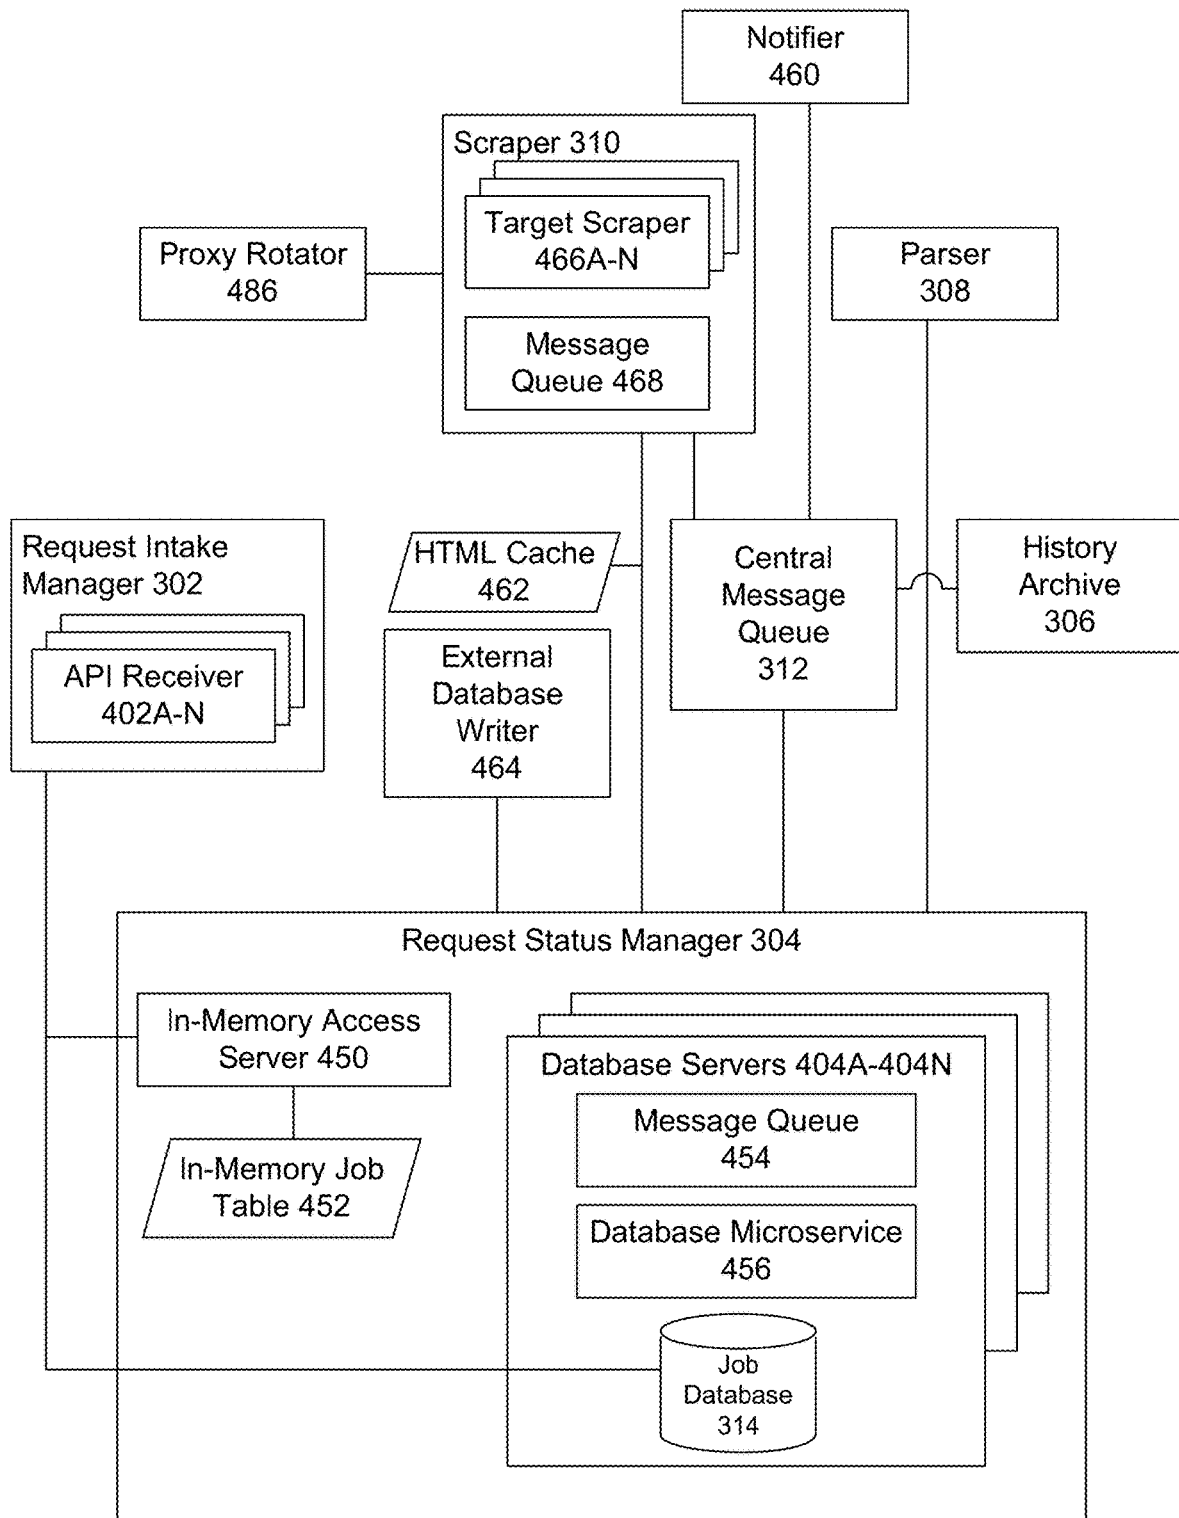 Notifier
460
Scraper 310
Target Scraper
466A-N
Proxy Rotator
486
Parser
308
Message
Queue 468
Request Intake
Manager 302
API Receiver
402A-N
HTML Cache
462
External
Database
Writer
464
Central
Message
Queue
312
History
Archive
306
Request Status Manager 304
In-Memory Access
Server 450
In-Memory Job
Table 452
Database Servers 404A-404N
Message Queue
454
Database Microservice
456
Job
Database
314